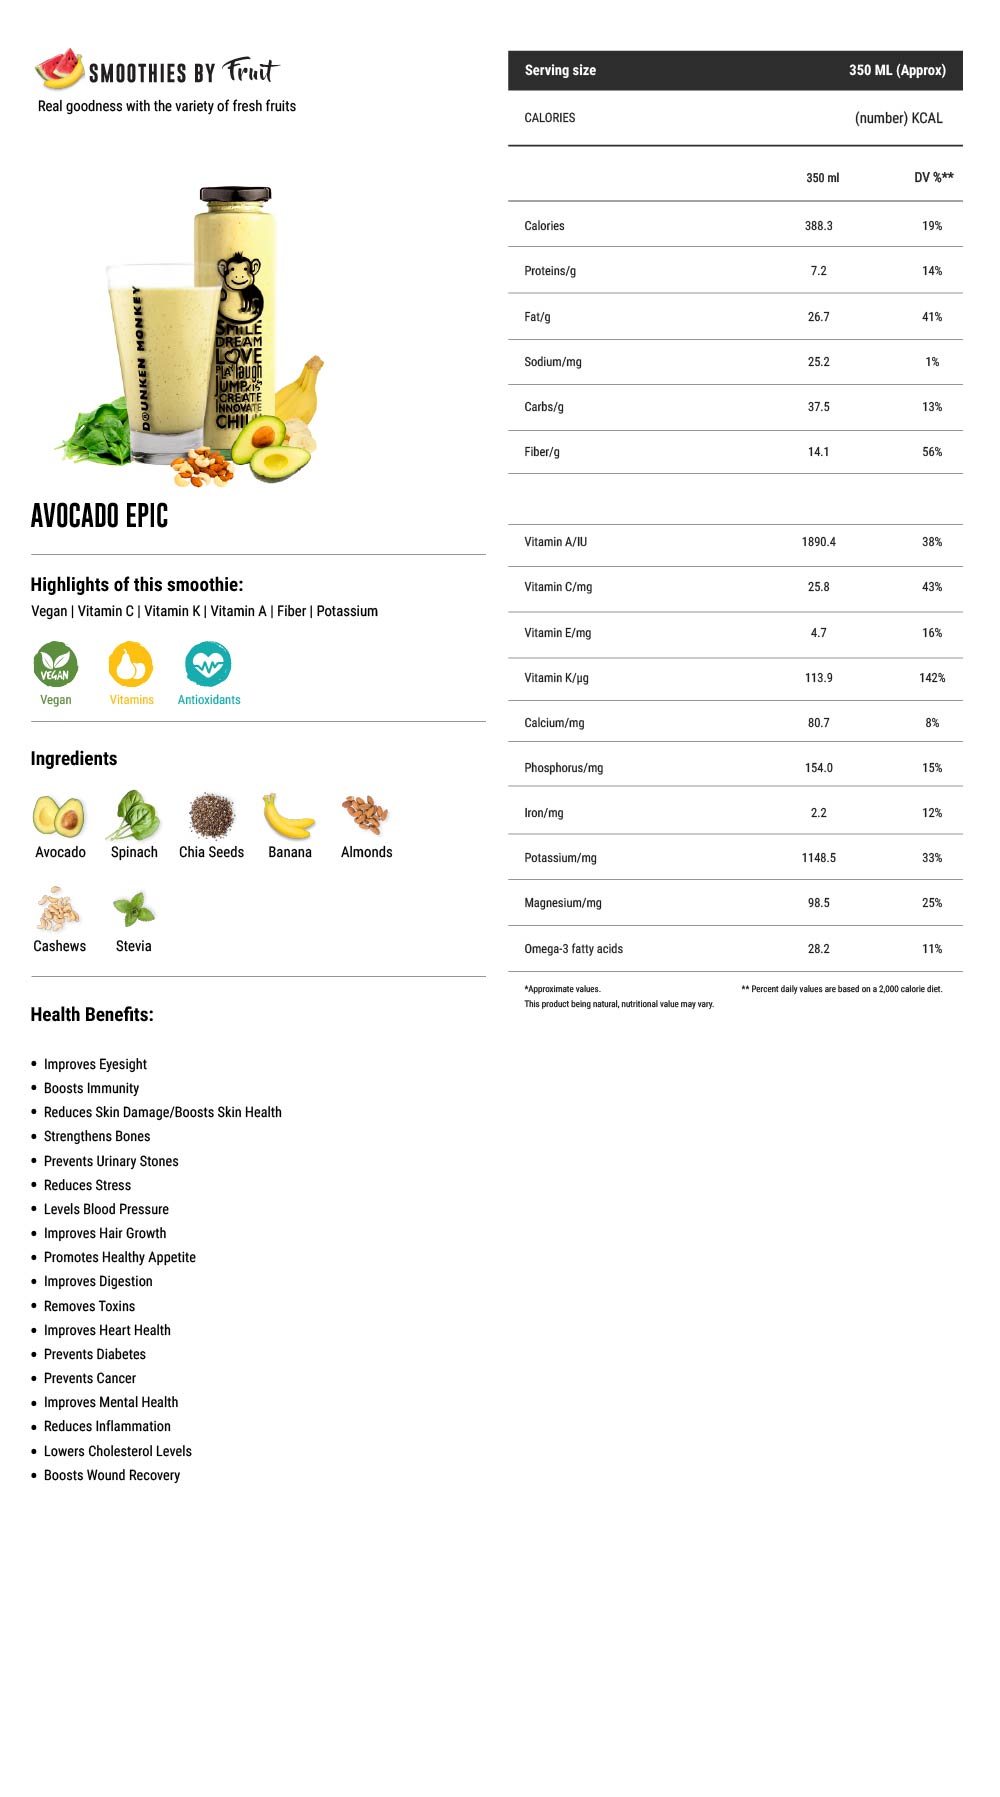 SMOOTHIES BY Fruit
Real goodness with the variety of fresh fruits
DRUNKEN MONKEY
SMILE
DREAM
LOVE
PLAY laugh
JUMP KISS
CREATE
INNOVATE
CHILL
AVOCADO EPIC
Highlights of this smoothie:
Vegan | Vitamin C | Vitamin K | Vitamin A | Fiber | Potassium
VEGAN
Vegan Vitamins Antioxidants
Ingredients
Avocado Spinach Chia Seeds Banana Almonds
Cashews Stevia
Health Benefits:
• Improves Eyesight
• Boosts Immunity
• Reduces Skin Damage/Boosts Skin Health
• Strengthens Bones
• Prevents Urinary Stones
• Reduces Stress
• Levels Blood Pressure
• Improves Hair Growth
• Promotes Healthy Appetite
• Improves Digestion
• Removes Toxins
• Improves Heart Health
• Prevents Diabetes
• Prevents Cancer
• Improves Mental Health
• Reduces Inflammation
• Lowers Cholesterol Levels
• Boosts Wound Recovery
Serving size 350 ML (Approx)
CALORIES (number) KCAL
350 ml DV %**
Calories 388.3 19%
Proteins/g 7.2 14%
Fat/g 26.7 41%
Sodium/mg 25.2 1%
Carbs/g 37.5 13%
Fiber/g 14.1 56%
Vitamin A/IU 1890.4 38%
Vitamin C/mg 25.8 43%
Vitamin E/mg 4.7 16%
Vitamin K/µg 113.9 142%
Calcium/mg 80.7 8%
Phosphorus/mg 154.0 15%
Iron/mg 2.2 12%
Potassium/mg 1148.5 33%
Magnesium/mg 98.5 25%
Omega-3 fatty acids 28.2 11%
*Approximate values. ** Percent daily values are based on a 2,000 calorie diet.
This product being natural, nutritional value may vary.